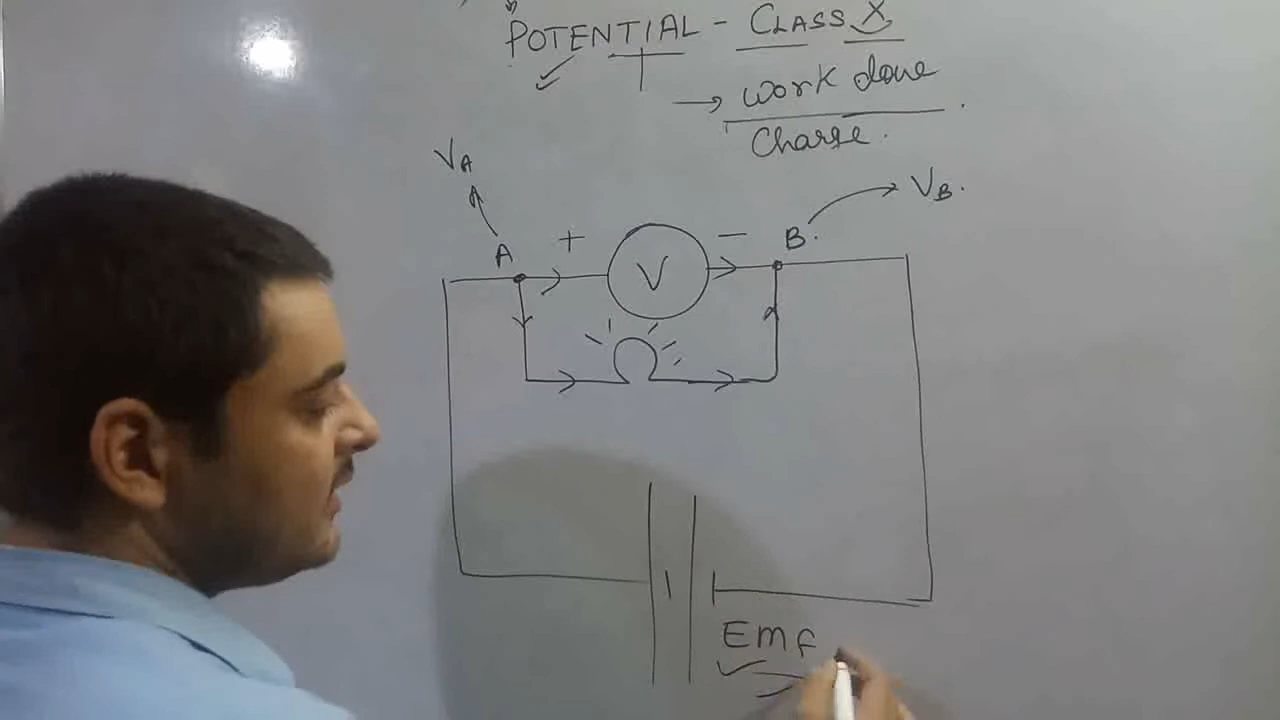 POTENTIAL - CLASS X
→ Work done
Charge.
VA
VB.
A
+
−
B.
V
Emf